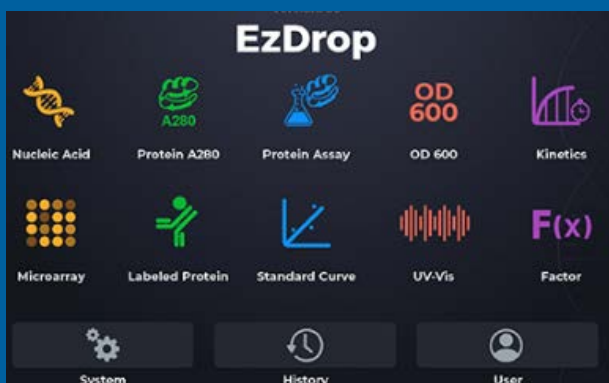 EzDrop
A280
OD
600
Nucleic Acid Protein A280 Protein Assay OD 600 Kinetics
F(x)
Microarray Labeled Protein Standard Curve UV-Vis Factor
System History User